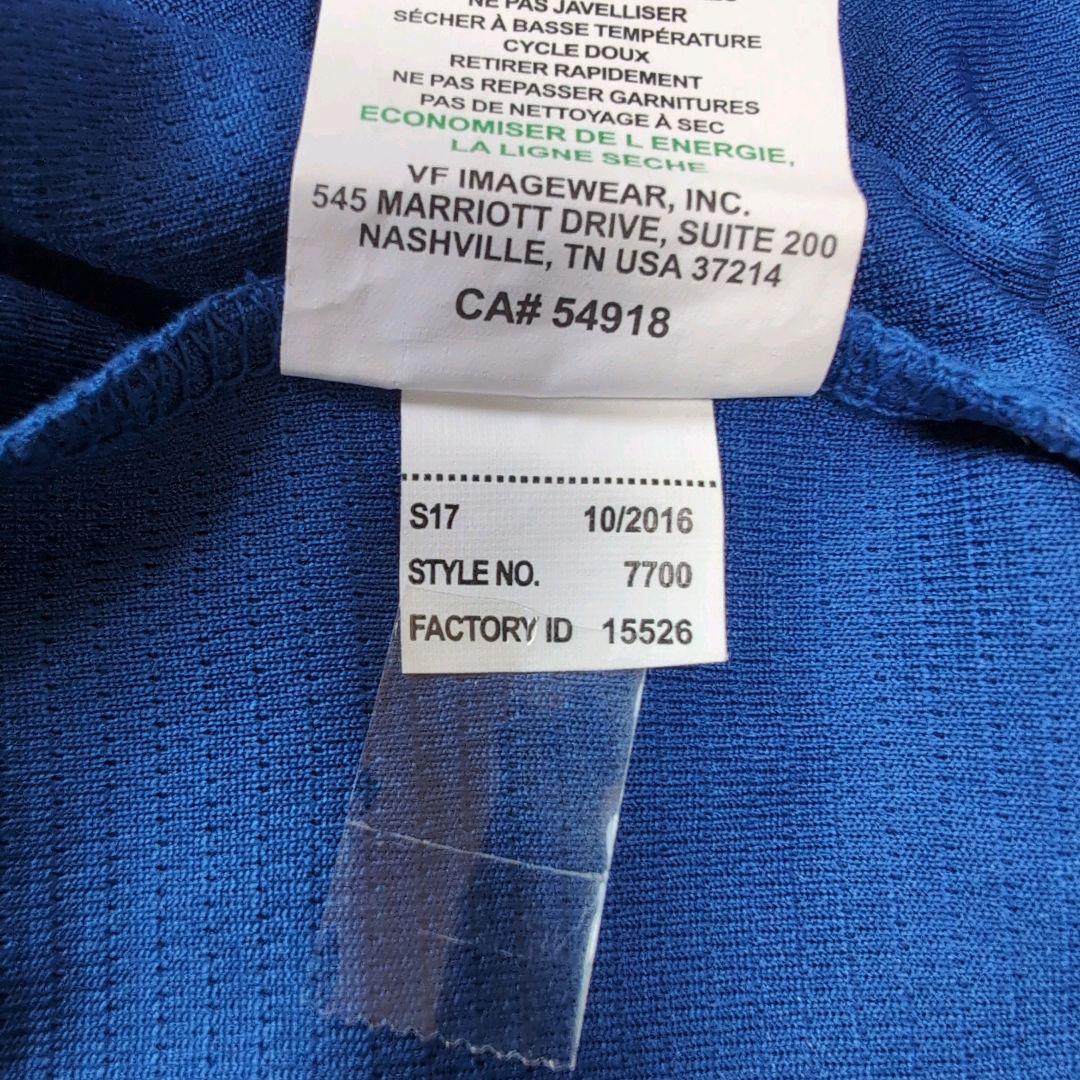 NE PAS JAVELLISER
SÉCHER À BASSE TEMPÉRATURE
CYCLE DOUX
RETIRER RAPIDEMENT
NE PAS REPASSER GARNITURES
PAS DE NETTOYAGE À SEC
ECONOMISER DE L ENERGIE,
LA LIGNE SECHE
VF IMAGEWEAR, INC.
545 MARRIOTT DRIVE, SUITE 200
NASHVILLE, TN USA 37214
CA# 54918
S17 10/2016
STYLE NO. 7700
FACTORY ID 15526